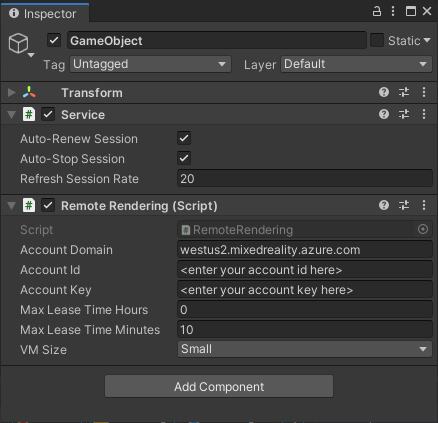 Inspector
GameObject Static
Tag Untagged Layer Default
Transform
# Service
Auto-Renew Session
Auto-Stop Session
Refresh Session Rate 20
# Remote Rendering (Script)
Script # RemoteRendering
Account Domain westus2.mixedreality.azure.com
Account Id <enter your account id here>
Account Key <enter your account key here>
Max Lease Time Hours 0
Max Lease Time Minutes 10
VM Size Small
Add Component